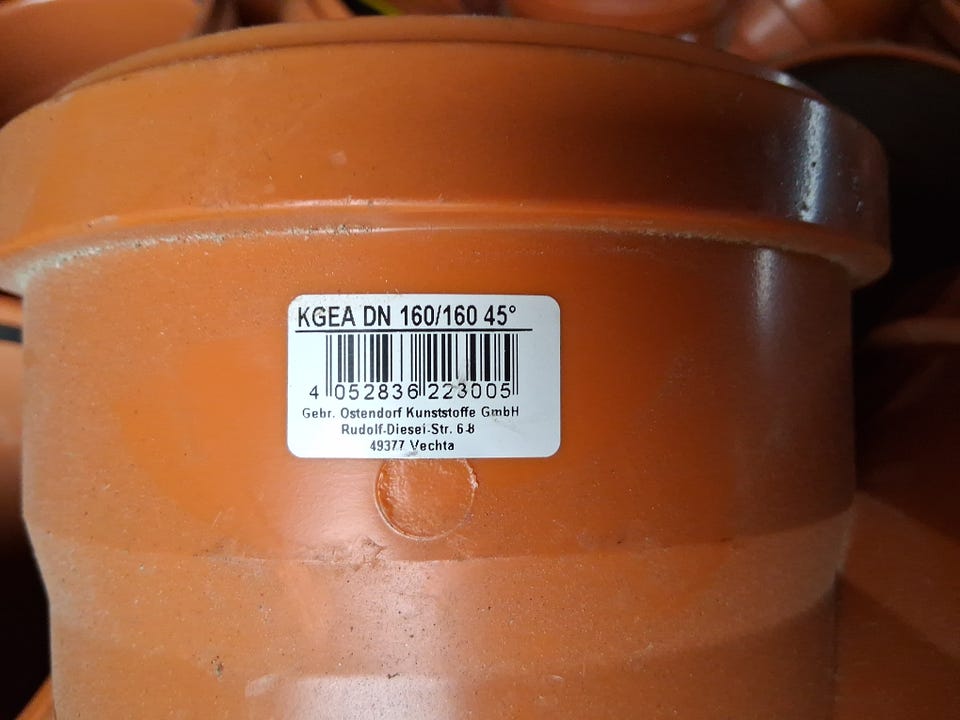 KGEA DN 160/160 45°
4 052836 223005
Gebr. Ostendorf Kunststoffe GmbH
Rudolf-Diesel-Str. 6-8
49377 Vechta